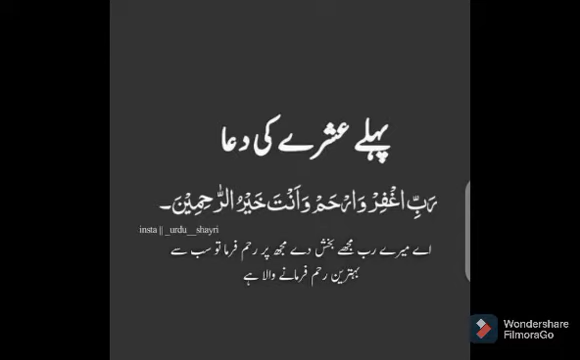 پہلے عشرے کی دعا
رَبِّ اغْفِرْ وَارْحَمْ وَاَنْتَ خَيْرُ الرّٰحِمِيْنَ۔
insta || _urdu__shayri
اے میرے رب مجھے بخش دے مجھ پر رحم فرما تو سب سے
بہترین رحم فرمانے والا ہے
Wondershare
FilmoraGo